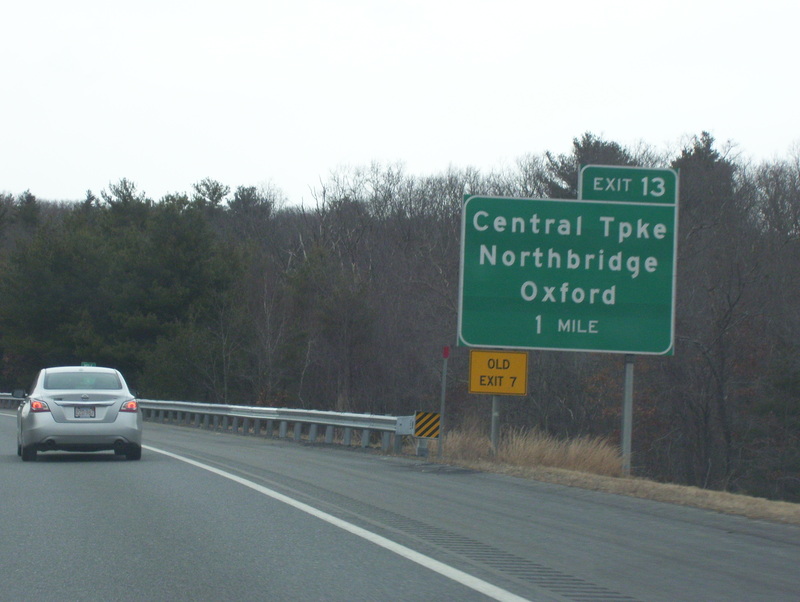 EXIT 13
Central Tpke
Northbridge
Oxford
1 MILE
OLD
EXIT 7